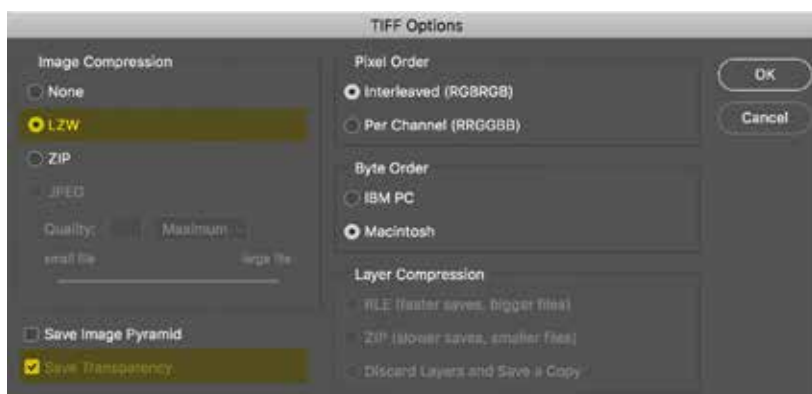 TIFF Options
Image Compression
None
LZW
ZIP
JPEG
Quality: Maximum
small file large file
Save Image Pyramid
Save Transparency
Pixel Order
Interleaved (RGBRGB)
Per Channel (RRGGBB)
Byte Order
IBM PC
Macintosh
Layer Compression
RLE (faster saves, bigger files)
ZIP (slower saves, smaller files)
Discard Layers and Save a Copy
OK
Cancel